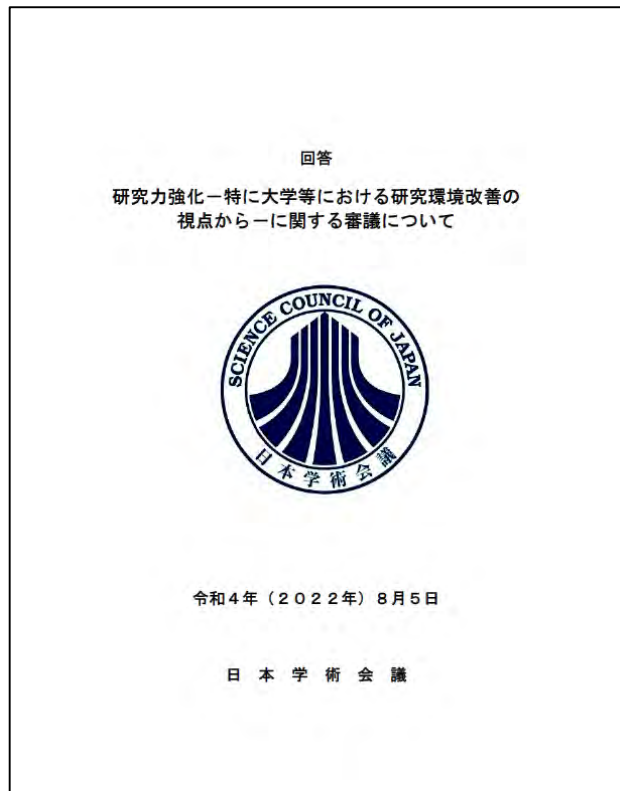 回答
研究力強化－特に大学等における研究環境改善の
視点から－に関する審議について
SCIENCE COUNCIL OF JAPAN
日本学術会議
令和４年（２０２２年）８月５日
日 本 学 術 会 議